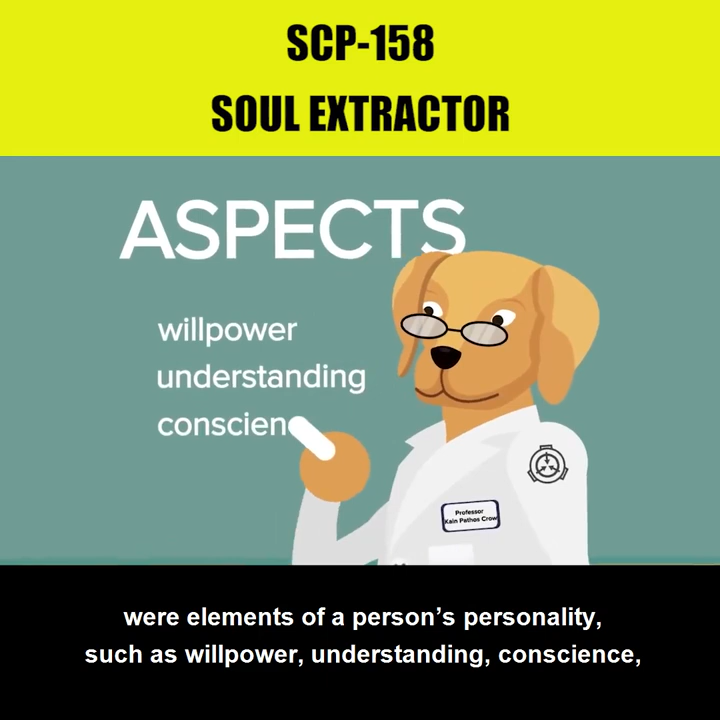 SCP-158
SOUL EXTRACTOR
ASPECTS
willpower
understanding
conscien
Professor
Kain Pathos Crow
were elements of a person’s personality,
such as willpower, understanding, conscience,